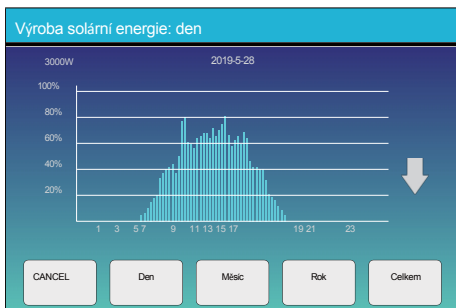 Výroba solární energie: den
3000W 2019-5-28
100%
80%
60%
40%
20%
1 3 5 7 9 11 13 15 17 19 21 23
CANCEL Den Měsíc Rok Celkem